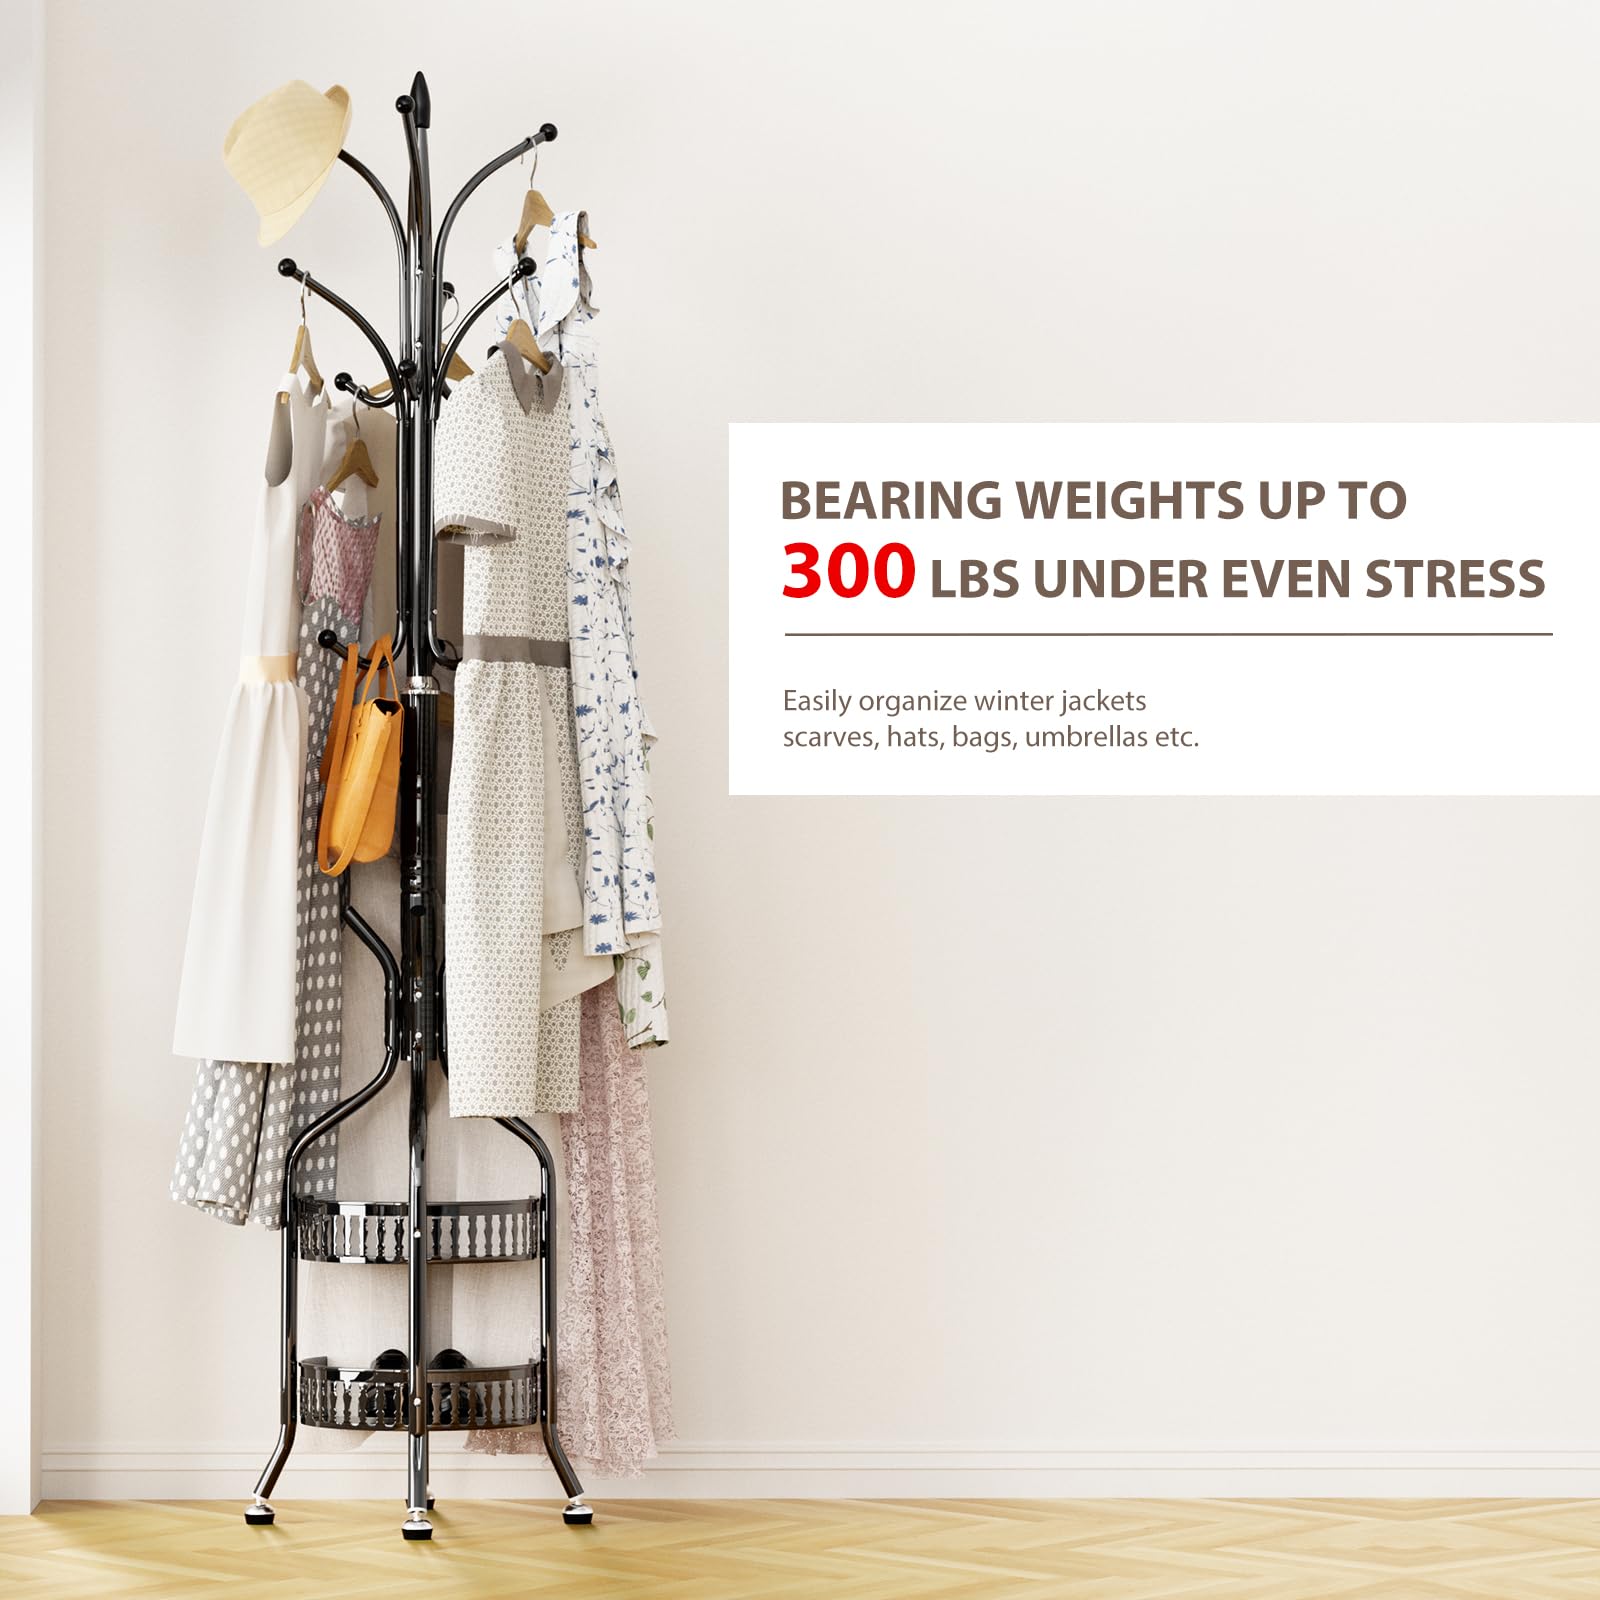 BEARING WEIGHTS UP TO
300 LBS UNDER EVEN STRESS
Easily organize winter jackets
scarves, hats, bags, umbrellas etc.